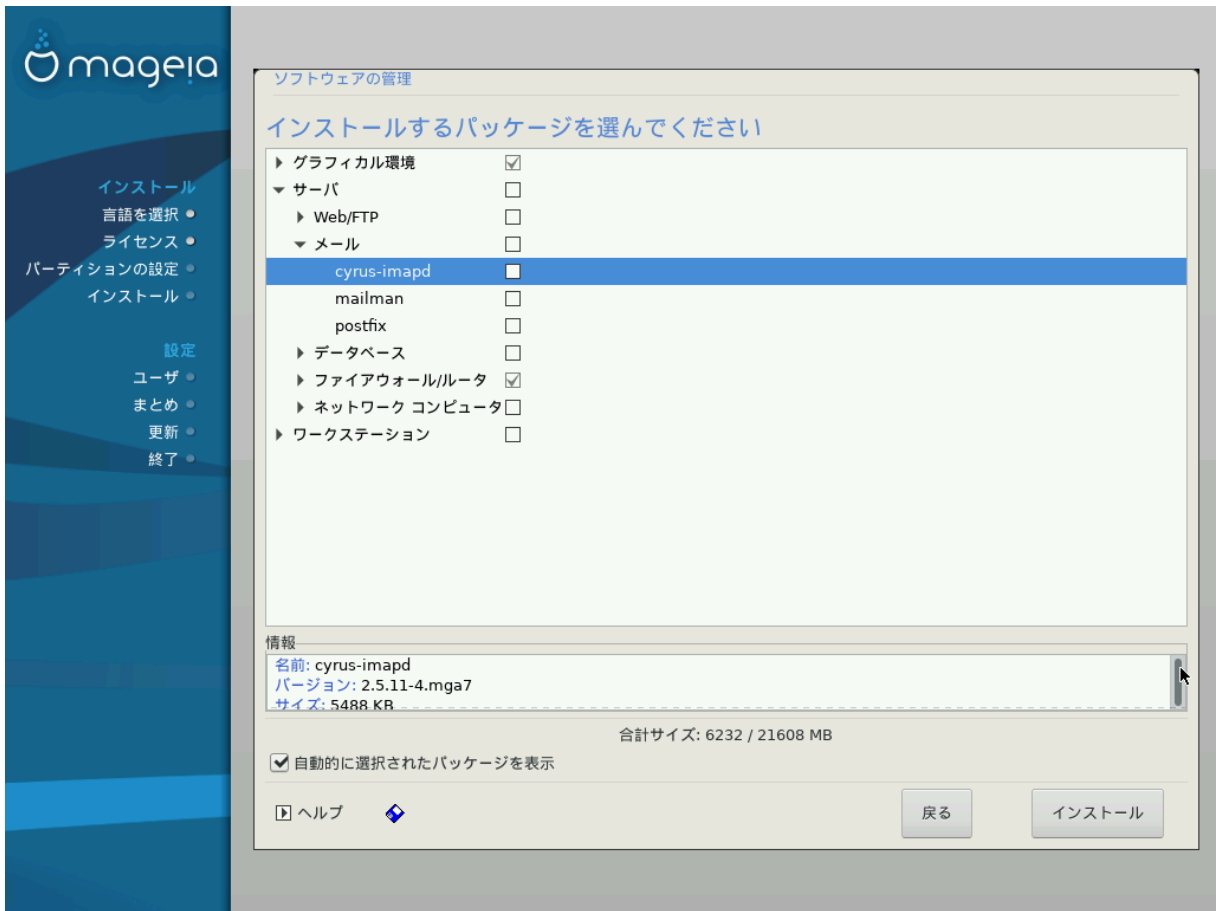 mageia
インストール
言語を選択
ライセンス
パーティションの設定
インストール
設定
ユーザ
まとめ
更新
終了
ソフトウェアの管理
インストールするパッケージを選んでください
グラフィカル環境
サーバ
Web/FTP
メール
cyrus-imapd
mailman
postfix
データベース
ファイアウォール/ルータ
ネットワーク コンピュータ
ワークステーション
情報
名前: cyrus-imapd
バージョン: 2.5.11-4.mga7
サイズ: 5488 KB
合計サイズ: 6232 / 21608 MB
自動的に選択されたパッケージを表示
ヘルプ
戻る
インストール